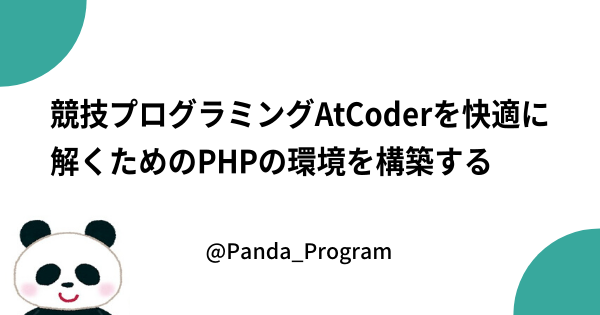 競技プログラミングAtCoderを快適に
解くためのPHPの環境を構築する
@Panda_Program